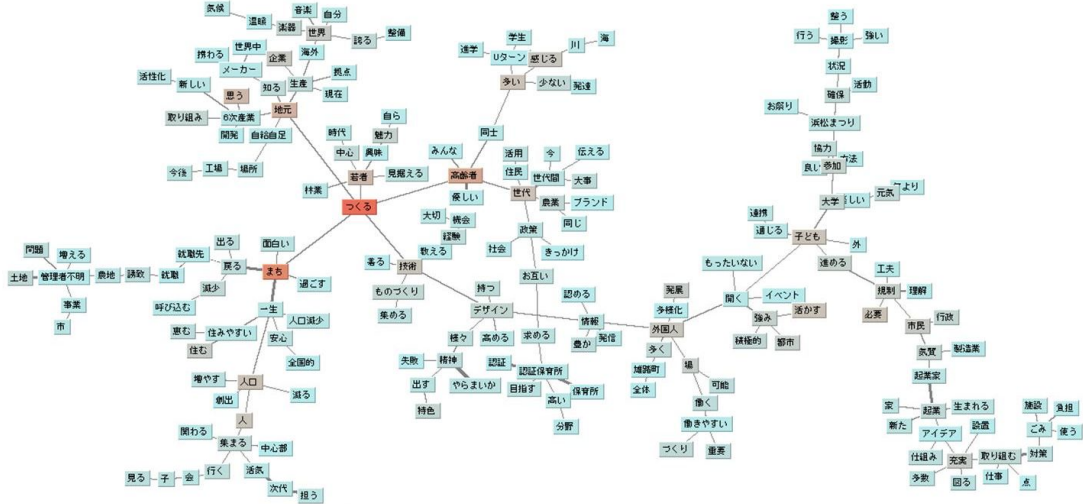 気候
温暖
楽器
音楽
自分
世界
誇る
整備
携わる
世界中
メーカー
企業
海外
生産
拠点
現在
知る
地元
活性化
新しい
思う
取り組み
6次産業
開発
自給自足
今後
工場
場所
時代
中心
自ら
魅力
興味
見据える
若者
林業
つくる
進学
学生
Uターン
感じる
川
海
多い
少ない
発達
同士
みんな
高齢者
優しい
活用
住民
今
世代間
伝える
大事
世代
農業
ブランド
同じ
政策
社会
きっかけ
お互い
大切
機会
経験
教える
着る
技術
ものづくり
集める
問題
増える
土地
管理者不明
農地
誘致
就職
事業
市
就職先
出る
戻る
減少
呼び込む
面白い
まち
過ごす
一生
人口減少
恵む
住みやすい
住む
安心
全国的
増やす
人口
減る
創出
人
関わる
集まる
中心部
見る
子
会
行く
活気
次代
担う
持つ
デザイン
様々
高める
失敗
精神
やらまいか
出す
特色
求める
認証
認証保育所
目指す
保育所
高い
分野
認める
情報
豊か
発信
発展
多様化
外国人
多く
雄踏町
全体
場
可能
働く
働きやすい
づくり
重要
もったいない
開く
イベント
強み
活かす
積極的
都市
整う
行う
撮影
強い
状況
確保
活動
お祭り
浜松まつり
協力
方法
良い
参加
大学
元気
連携
通じる
子ども
外
進める
工夫
規制
理解
必要
市民
行政
気質
製造業
起業家
家
起業
生まれる
新た
アイデア
設置
仕組み
充実
取り組む
対策
多数
図る
仕事
点
施設
負担
ごみ
使う